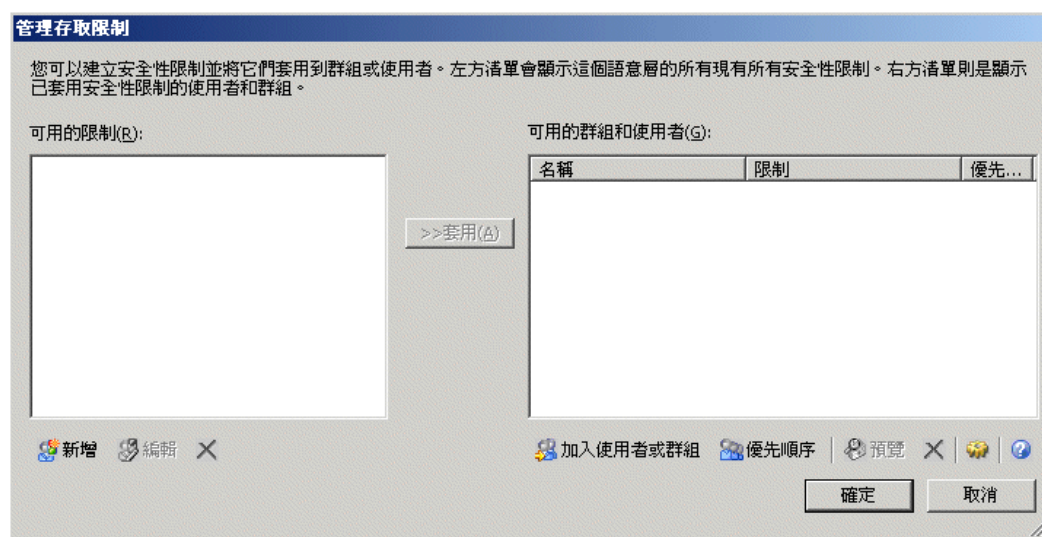 管理存取限制
您可以建立安全性限制並將它們套用到群組或使用者。左方清單會顯示這個語意層的所有現有所有安全性限制。右方清單則是顯示
已套用安全性限制的使用者和群組。
可用的限制(R):
可用的群組和使用者(G):
名稱 限制 優先...
>>套用(A)
新增 編輯 加入使用者或群組 優先順序 預覽
確定 取消